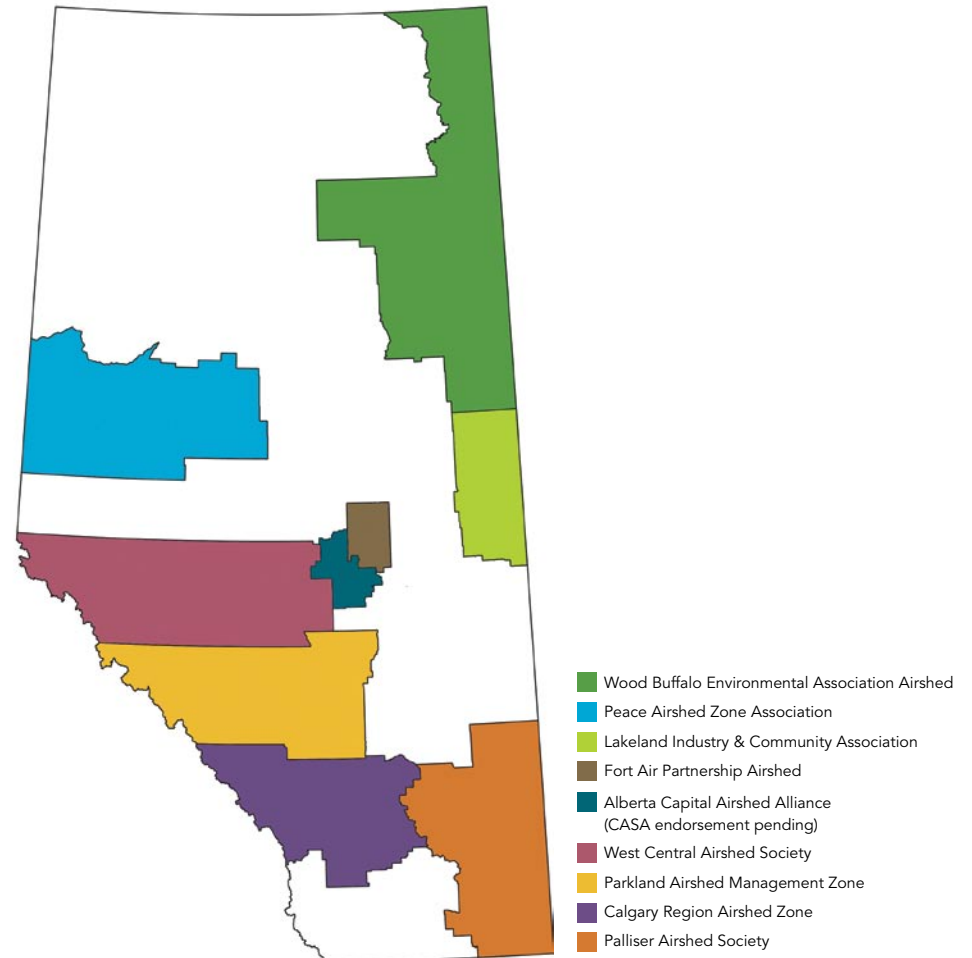 Wood Buffalo Environmental Association Airshed
Peace Airshed Zone Association
Lakeland Industry & Community Association
Fort Air Partnership Airshed
Alberta Capital Airshed Alliance
(CASA endorsement pending)
West Central Airshed Society
Parkland Airshed Management Zone
Calgary Region Airshed Zone
Palliser Airshed Society